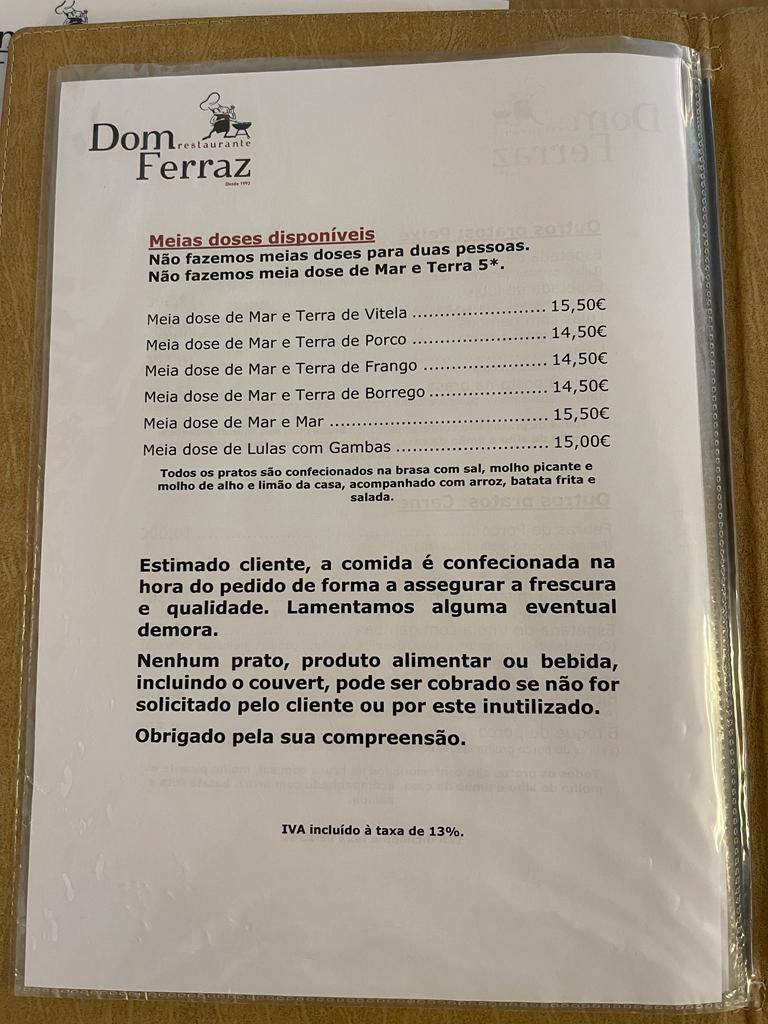 Dom
restaurante
Ferraz
Desde 1992
Meias doses disponíveis
Não fazemos meias doses para duas pessoas.
Não fazemos meia dose de Mar e Terra 5*.
Meia dose de Mar e Terra de Vitela ........................ 15,50€
Meia dose de Mar e Terra de Porco ........................ 14,50€
Meia dose de Mar e Terra de Frango ...................... 14,50€
Meia dose de Mar e Terra de Borrego ..................... 14,50€
Meia dose de Mar e Mar ....................................... 15,50€
Meia dose de Lulas com Gambas ........................... 15,00€
Todos os pratos são confecionados na brasa com sal, molho picante e
molho de alho e limão da casa, acompanhado com arroz, batata frita e
salada.
Estimado cliente, a comida é confecionada na
hora do pedido de forma a assegurar a frescura
e qualidade. Lamentamos alguma eventual
demora.
Nenhum prato, produto alimentar ou bebida,
incluindo o couvert, pode ser cobrado se não for
solicitado pelo cliente ou por este inutilizado.
Obrigado pela sua compreensão.
IVA incluído à taxa de 13%.